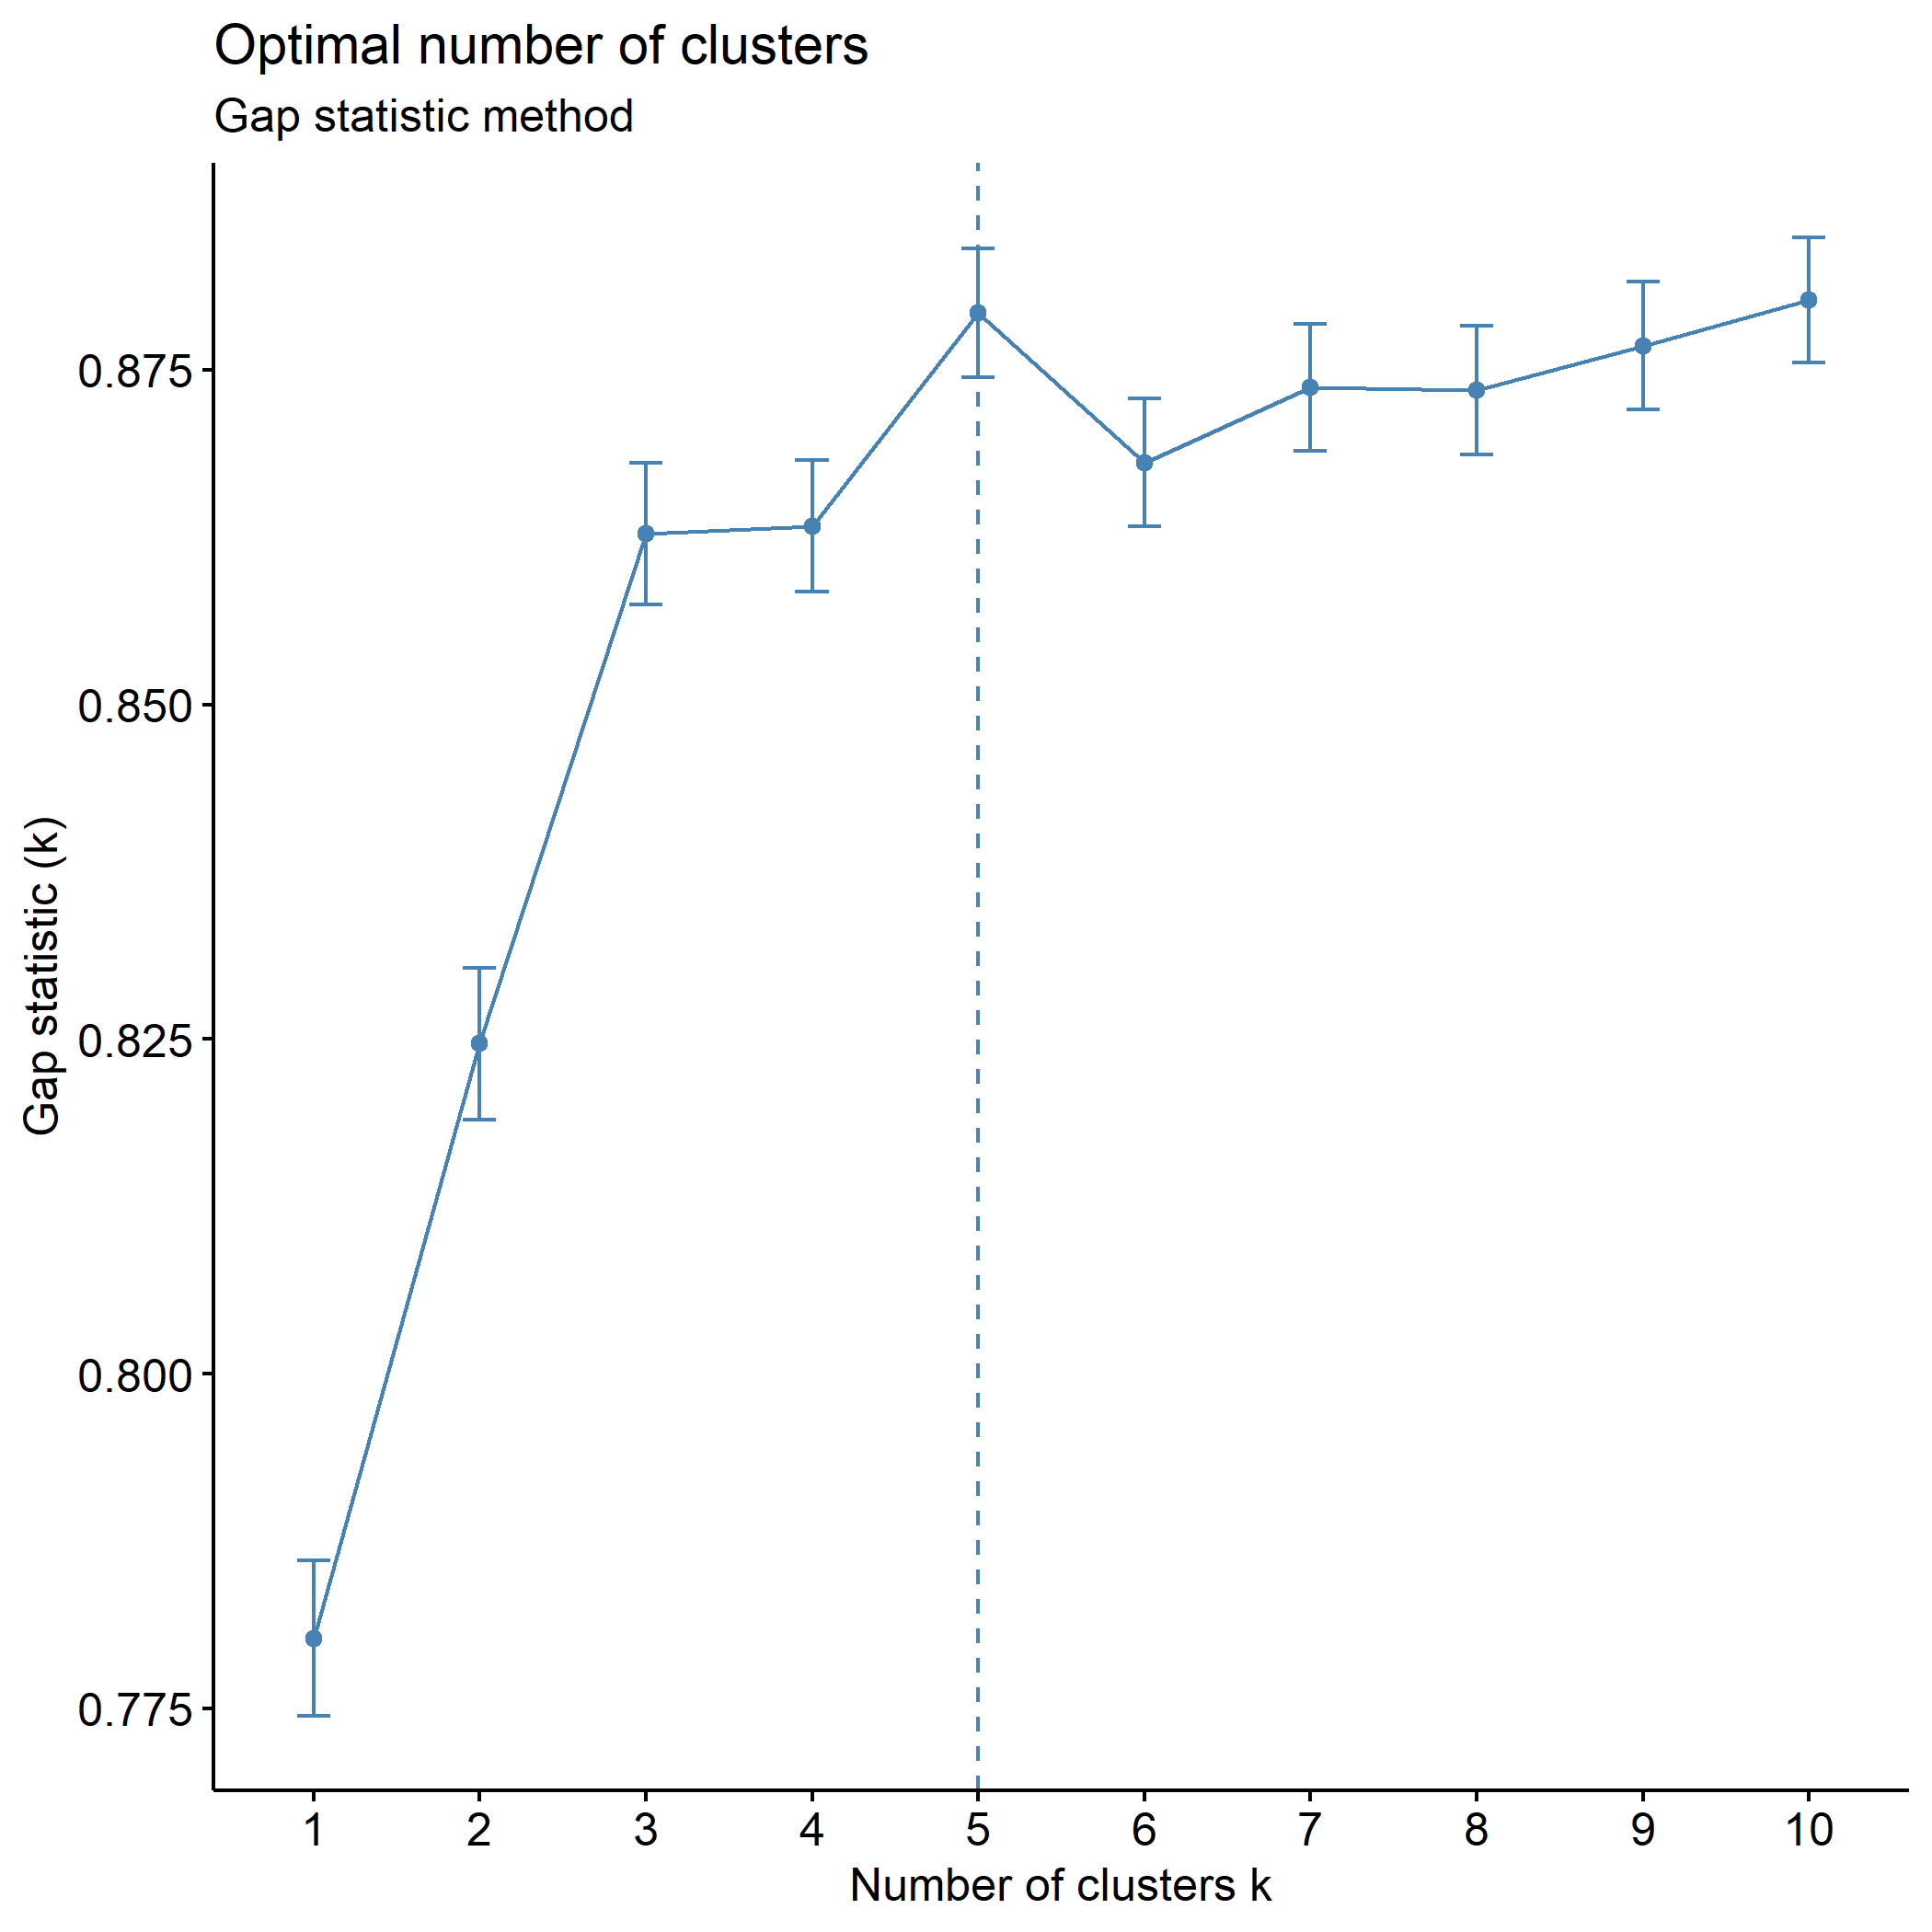 Optimal number of clusters
Gap statistic method
Gap statistic (k)
0.875
0.850
0.825
0.800
0.775
1 2 3 4 5 6 7 8 9 10
Number of clusters k